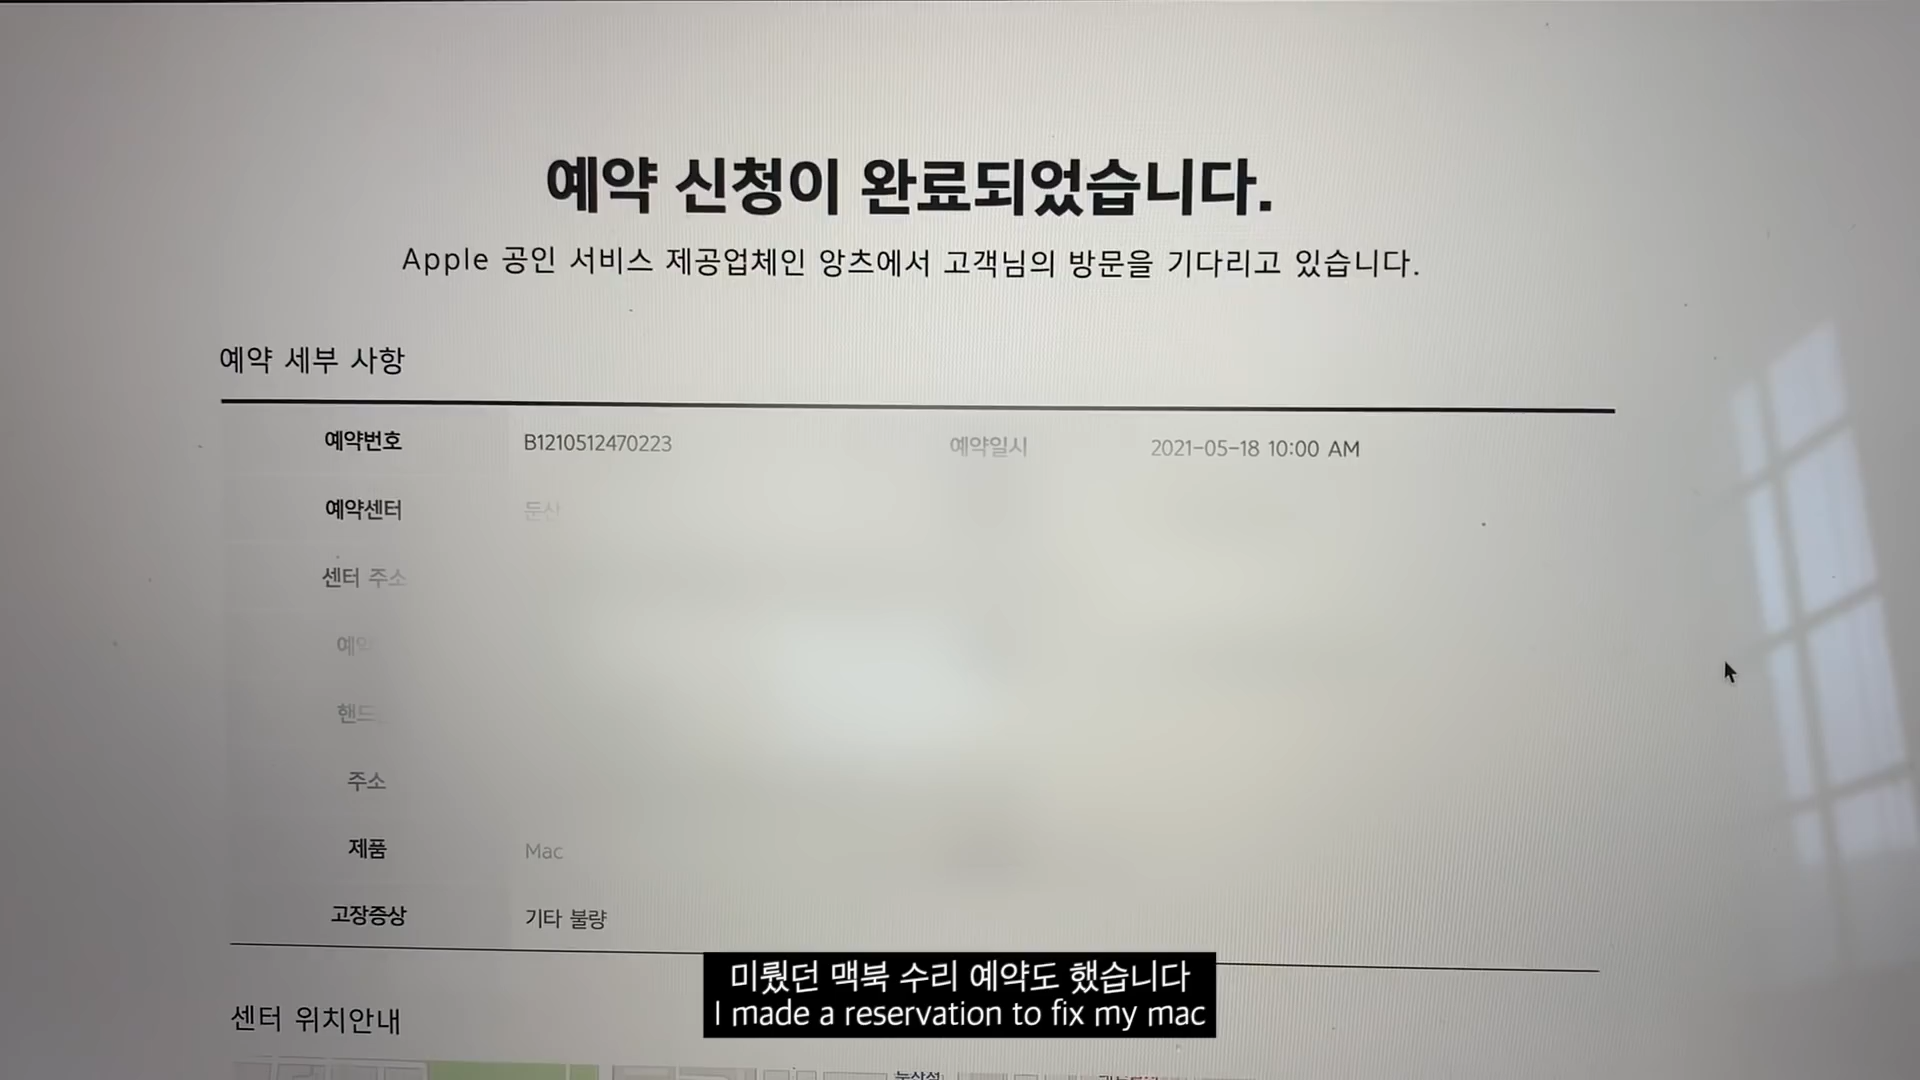 예약 신청이 완료되었습니다.
Apple 공인 서비스 제공업체인 앙츠에서 고객님의 방문을 기다리고 있습니다.
예약 세부 사항
예약번호 B1210512470223 예약일시 2021-05-18 10:00 AM
예약센터 둔산
센터 주소
주소
제품 Mac
고장증상 기타 불량
미뤘던 맥북 수리 예약도 했습니다
I made a reservation to fix my mac
센터 위치안내